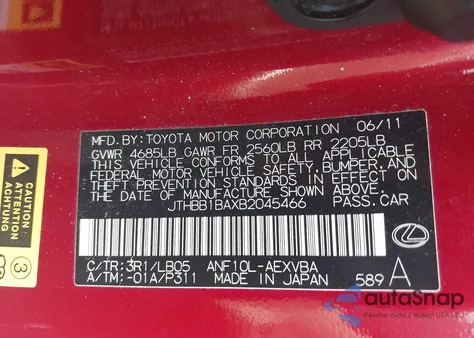 MFD. BY: TOYOTA MOTOR CORPORATION 06/11
GVWR 4685LB GAWR FR 2560LB RR 2205LB
THIS VEHICLE CONFORMS TO ALL APPLICABLE
FEDERAL MOTOR VEHICLE SAFETY, BUMPER, AND
THEFT PREVENTION STANDARDS IN EFFECT ON
THE DATE OF MANUFACTURE SHOWN ABOVE.
JTHBB1BAXB2045466 PASS.CAR
C/TR:3R1/LB05 ANF10L-AEXVBA
A/TM:-01A/P311 MADE IN JAPAN 589 A
CAUTION
ATTENTION
ACHTUNG
3
autaSnap